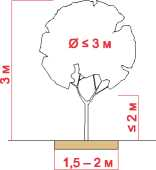 Ø ≤ 3 м
3 м
≤ 2 м
1,5 – 2 м